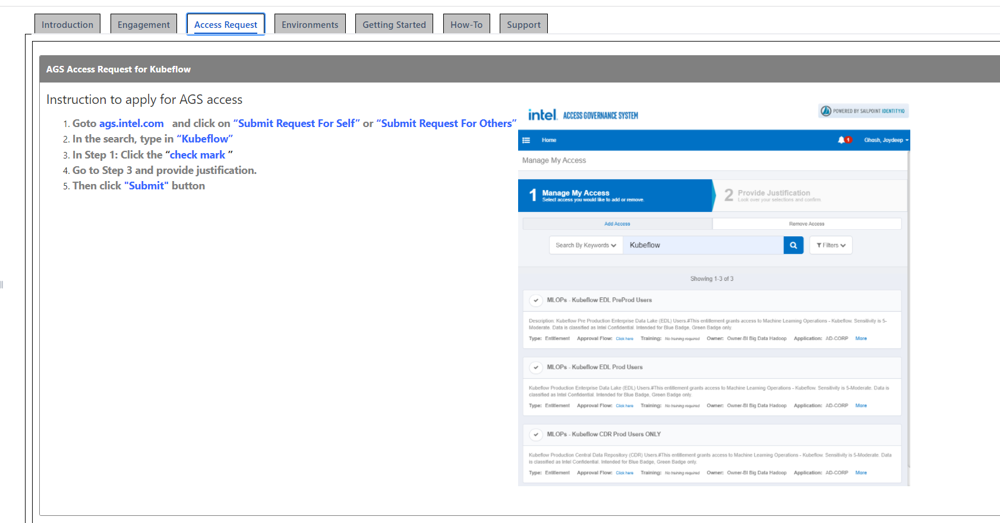 Introduction
Engagement
Access Request
Environments
Getting Started
How-To
Support
AGS Access Request for Kubeflow
Instruction to apply for AGS access
1. Goto ags.intel.com and click on “Submit Request For Self” or “Submit Request For Others”
2. In the search, type in “Kubeflow”
3. In Step 1: Click the “check mark ”
4. Go to Step 3 and provide justification.
5. Then click "Submit" button
intel. ACCESS GOVERNANCE SYSTEM
POWERED BY SAILPOINT IDENTITYIQ
Home
1
Ghosh, Joydeep
Manage My Access
1 Manage My Access
Select access you would like to add or remove.
2 Provide Justification
Look over your selections and confirm
Add Access
Remove Access
Search By Keywords
Kubeflow
Filters
Showing 1-3 of 3
MLOPs - Kubeflow EDL PreProd Users
Description: Kubeflow Pre Production Enterprise Data Lake (EDL) Users.#This entitlement grants access to Machine Learning Operations - Kubeflow. Sensitivity is 5-
Moderate. Data is classified as Intel Confidential. Intended for Blue Badge, Green Badge only.
Type: Entitlement Approval Flow: Click here Training: No training required Owner: Owner-BI Big Data Hadoop Application: AD-CORP More
MLOPs - Kubeflow EDL Prod Users
Kubeflow Production Enterprise Data Lake (EDL) Users.#This entitlement grants access to Machine Learning Operations - Kubeflow. Sensitivity is 5-Moderate. Data is
classified as Intel Confidential. Intended for Blue Badge, Green Badge only.
Type: Entitlement Approval Flow: Click here Training: No training required Owner: Owner-BI Big Data Hadoop Application: AD-CORP More
MLOPs - Kubeflow CDR Prod Users ONLY
Kubeflow Production Central Data Repository (CDR) Users.#This entitlement grants access to Machine Learning Operations - Kubeflow. Sensitivity is 5-Moderate. Data
is classified as Intel Confidential. Intended for Blue Badge, Green Badge only.
Type: Entitlement Approval Flow: Click here Training: No training required Owner: Owner-BI Big Data Hadoop Application: AD-CORP More